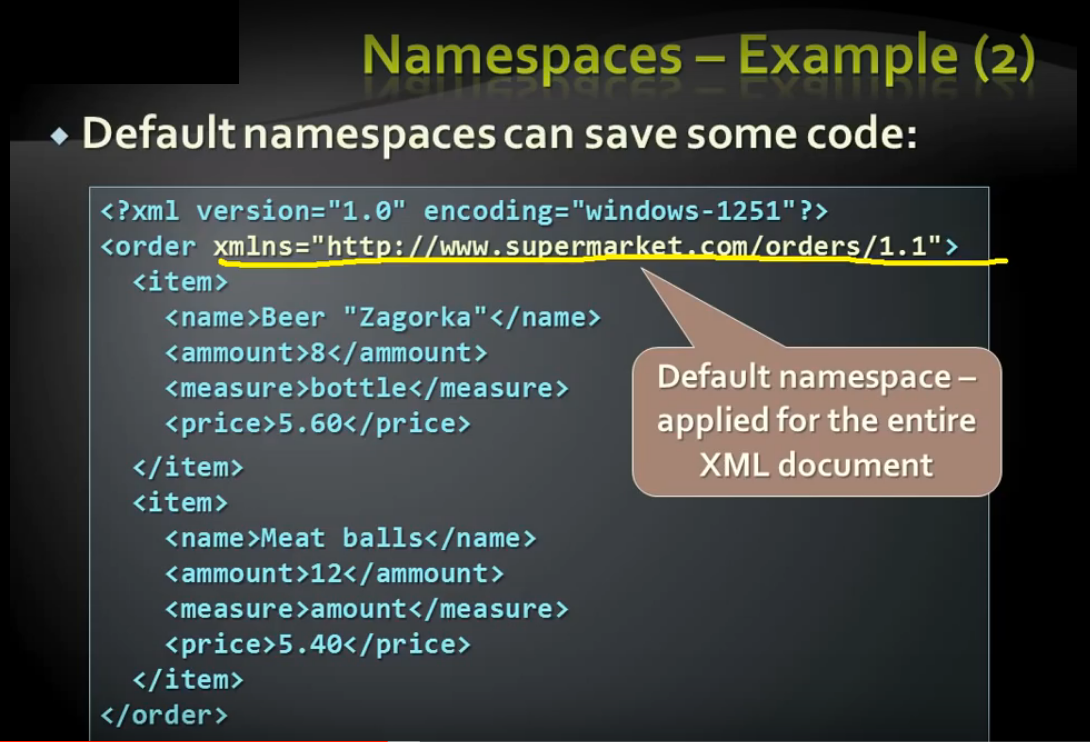 Namespaces – Example (2)
Default namespaces can save some code:
<?xml version="1.0" encoding="windows-1251"?>
<order xmlns="http://www.supermarket.com/orders/1.1">
<item>
<name>Beer "Zagorka"</name>
<ammount>8</ammount>
<measure>bottle</measure>
<price>5.60</price>
</item>
<item>
<name>Meat balls</name>
<ammount>12</ammount>
<measure>amount</measure>
<price>5.40</price>
</item>
</order>
Default namespace –
applied for the entire
XML document